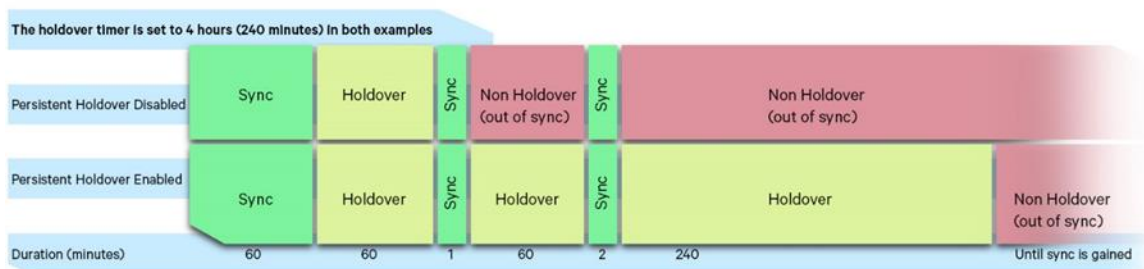 The holdover timer is set to 4 hours (240 minutes) in both examples
Persistent Holdover Disabled
Sync
Holdover
Sync
Non Holdover
(out of sync)
Sync
Non Holdover
(out of sync)
Persistent Holdover Enabled
Sync
Holdover
Sync
Holdover
Sync
Holdover
Non Holdover
(out of sync)
Duration (minutes) 60 60 1 60 2 240 Until sync is gained